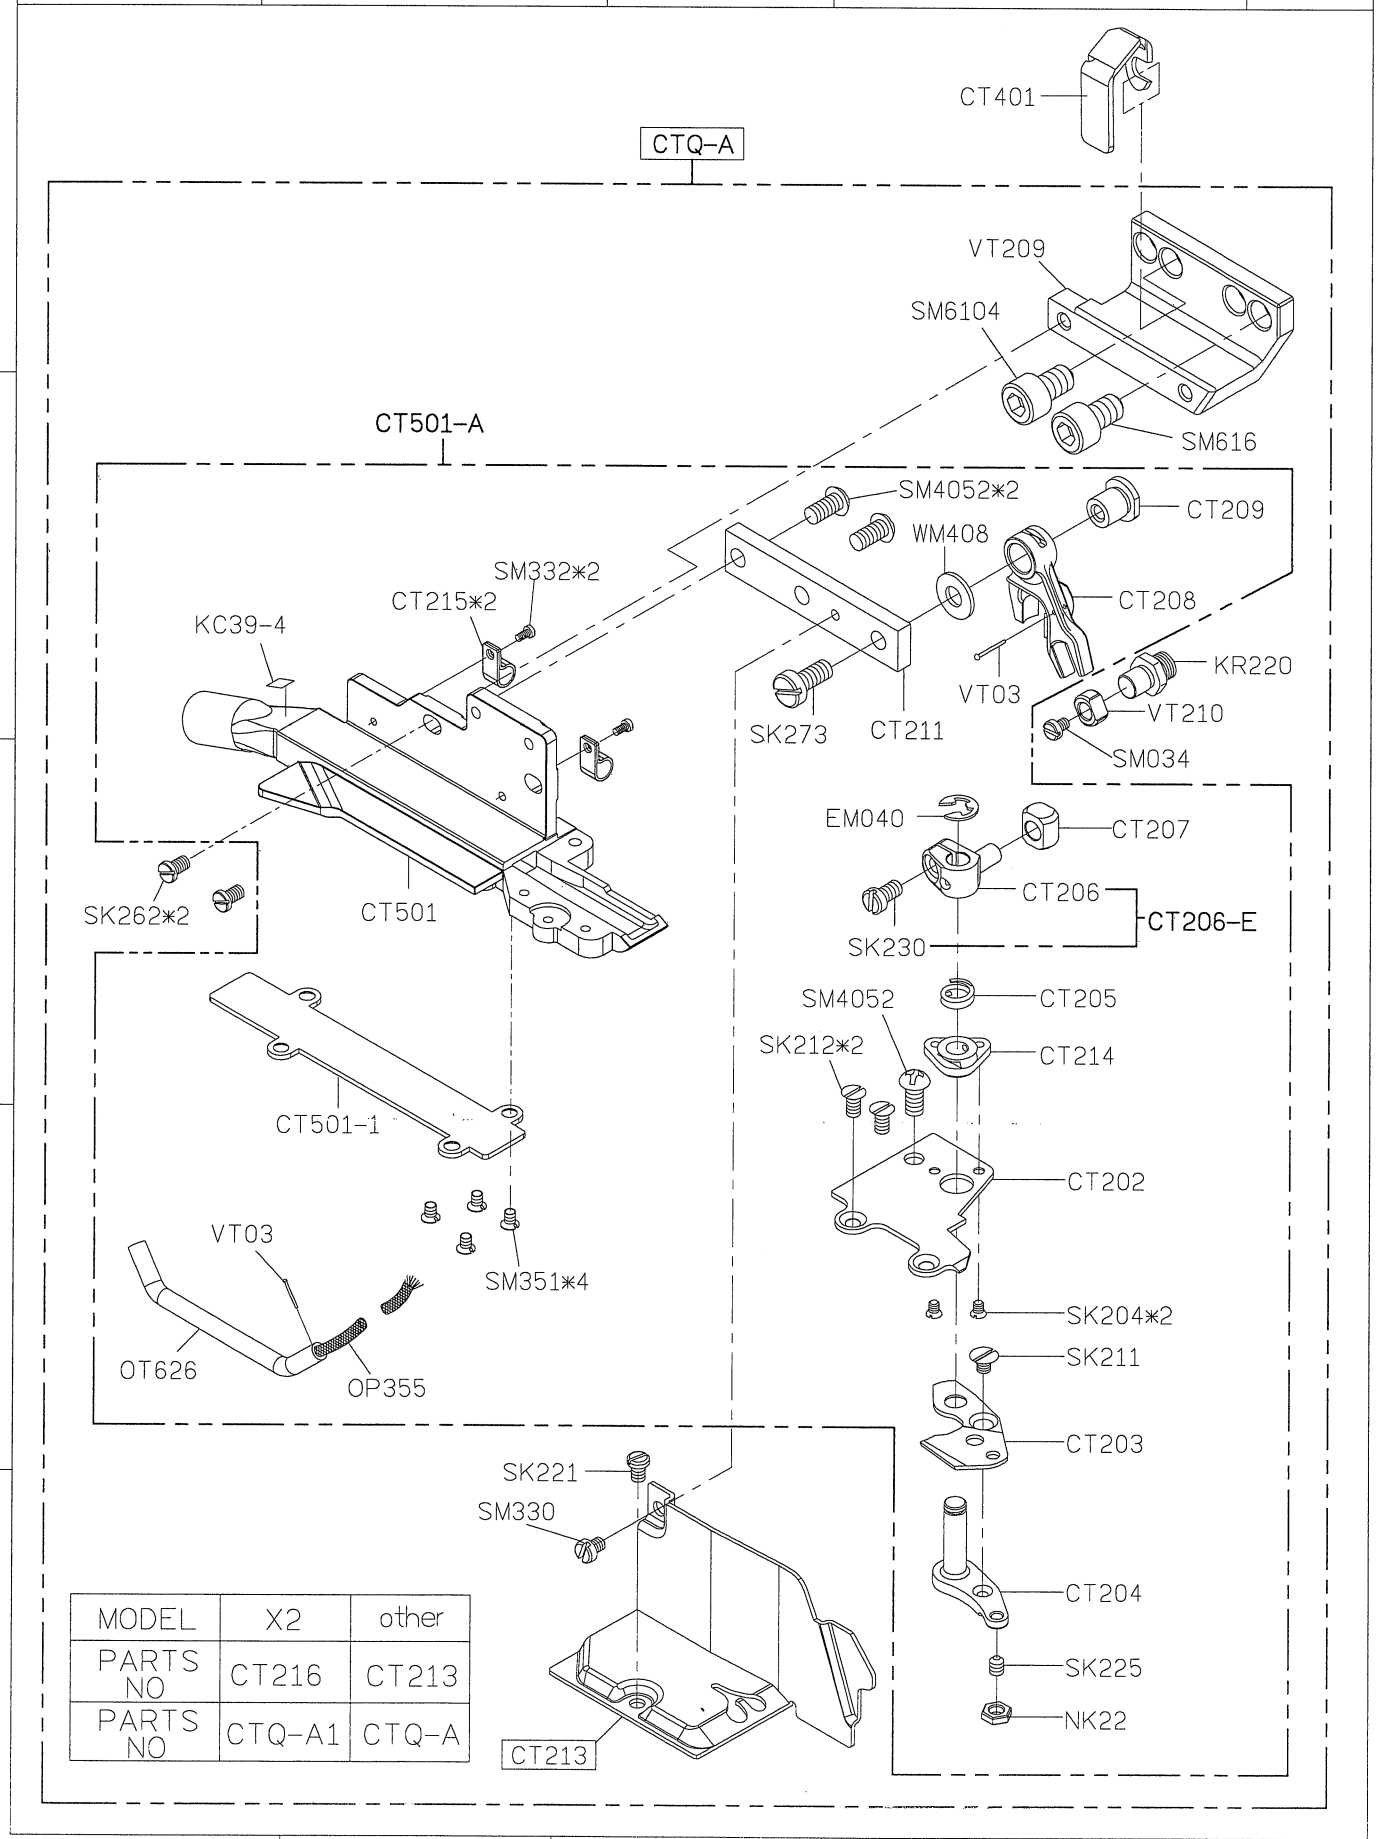 CT401
CTQ-A
VT209
SM6104
SM616
CT501-A
SM4052*2
CT209
WM408
SM332*2
CT215*2
CT208
KC39-4
KR220
VT03
VT210
SK273
CT211
SM034
EM040
CT207
CT206
CT206-E
SK262*2
CT501
SK230
SM4052
CT205
SK212*2
CT214
CT501-1
CT202
VT03
SM351*4
SK204*2
SK211
OT626
OP355
CT203
SK221
SM330
CT204
MODEL X2 other
PARTS NO CT216 CT213
PARTS NO CTQ-A1 CTQ-A
SK225
NK22
CT213